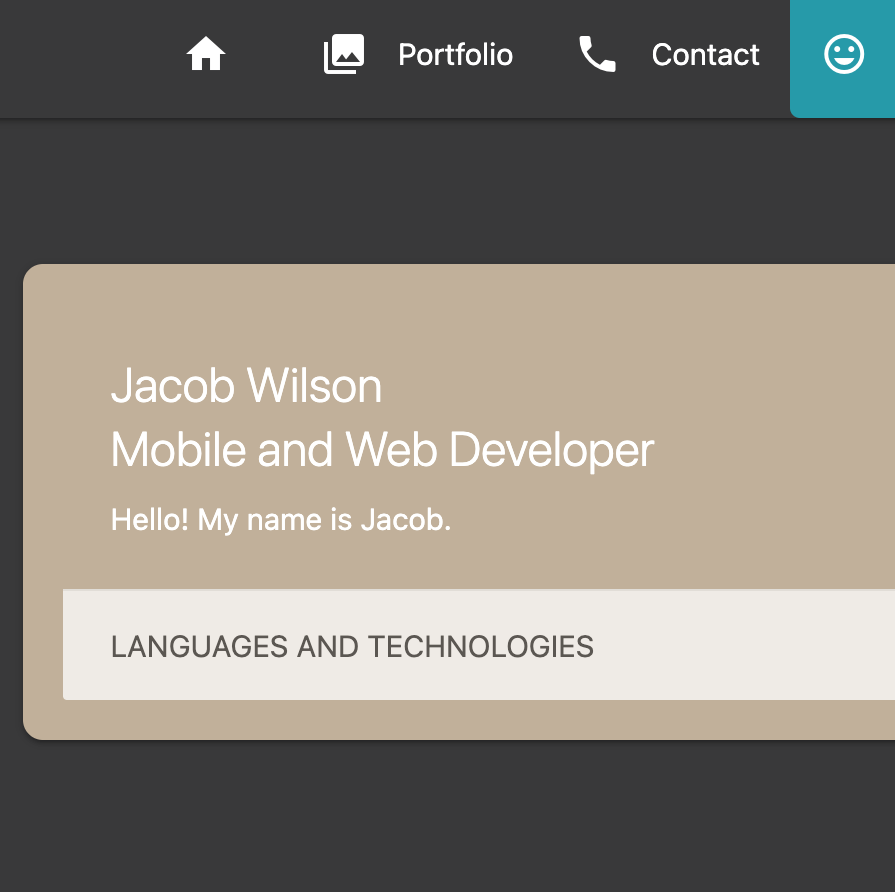 Portfolio
Contact
Jacob Wilson
Mobile and Web Developer
Hello! My name is Jacob.
LANGUAGES AND TECHNOLOGIES